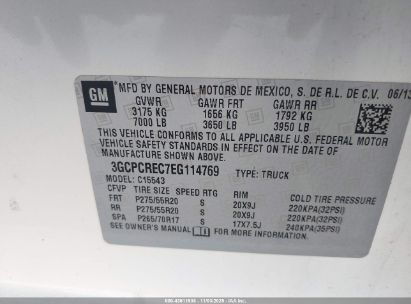 GM
MFD BY GENERAL MOTORS DE MEXICO, S. DE R.L. DE C.V. 06/13
GVWR GAWR FRT GAWR RR
3175 KG 1656 KG 1792 KG
7000 LB 3650 LB 3950 LB
THIS VEHICLE CONFORMS TO ALL APPLICABLE U.S. FEDERAL MOTOR
VEHICLE SAFETY STANDARDS IN EFFECT ON THE DATE OF
MANUFACTURE SHOWN ABOVE.
3GCPCREC7EG114769 TYPE: TRUCK
MODEL: C15543
CFVP TIRE SIZE SPEED RTG RIM COLD TIRE PRESSURE
FRT P275/55R20 S 20X9J 220KPA(32PSI)
RR P275/55R20 S 20X9J 220KPA(32PSI)
SPA P265/70R17 S 17X7.5J 240KPA(35PSI)
SEE OWNER'S MANUAL FOR ADDITIONAL INFORMATION.